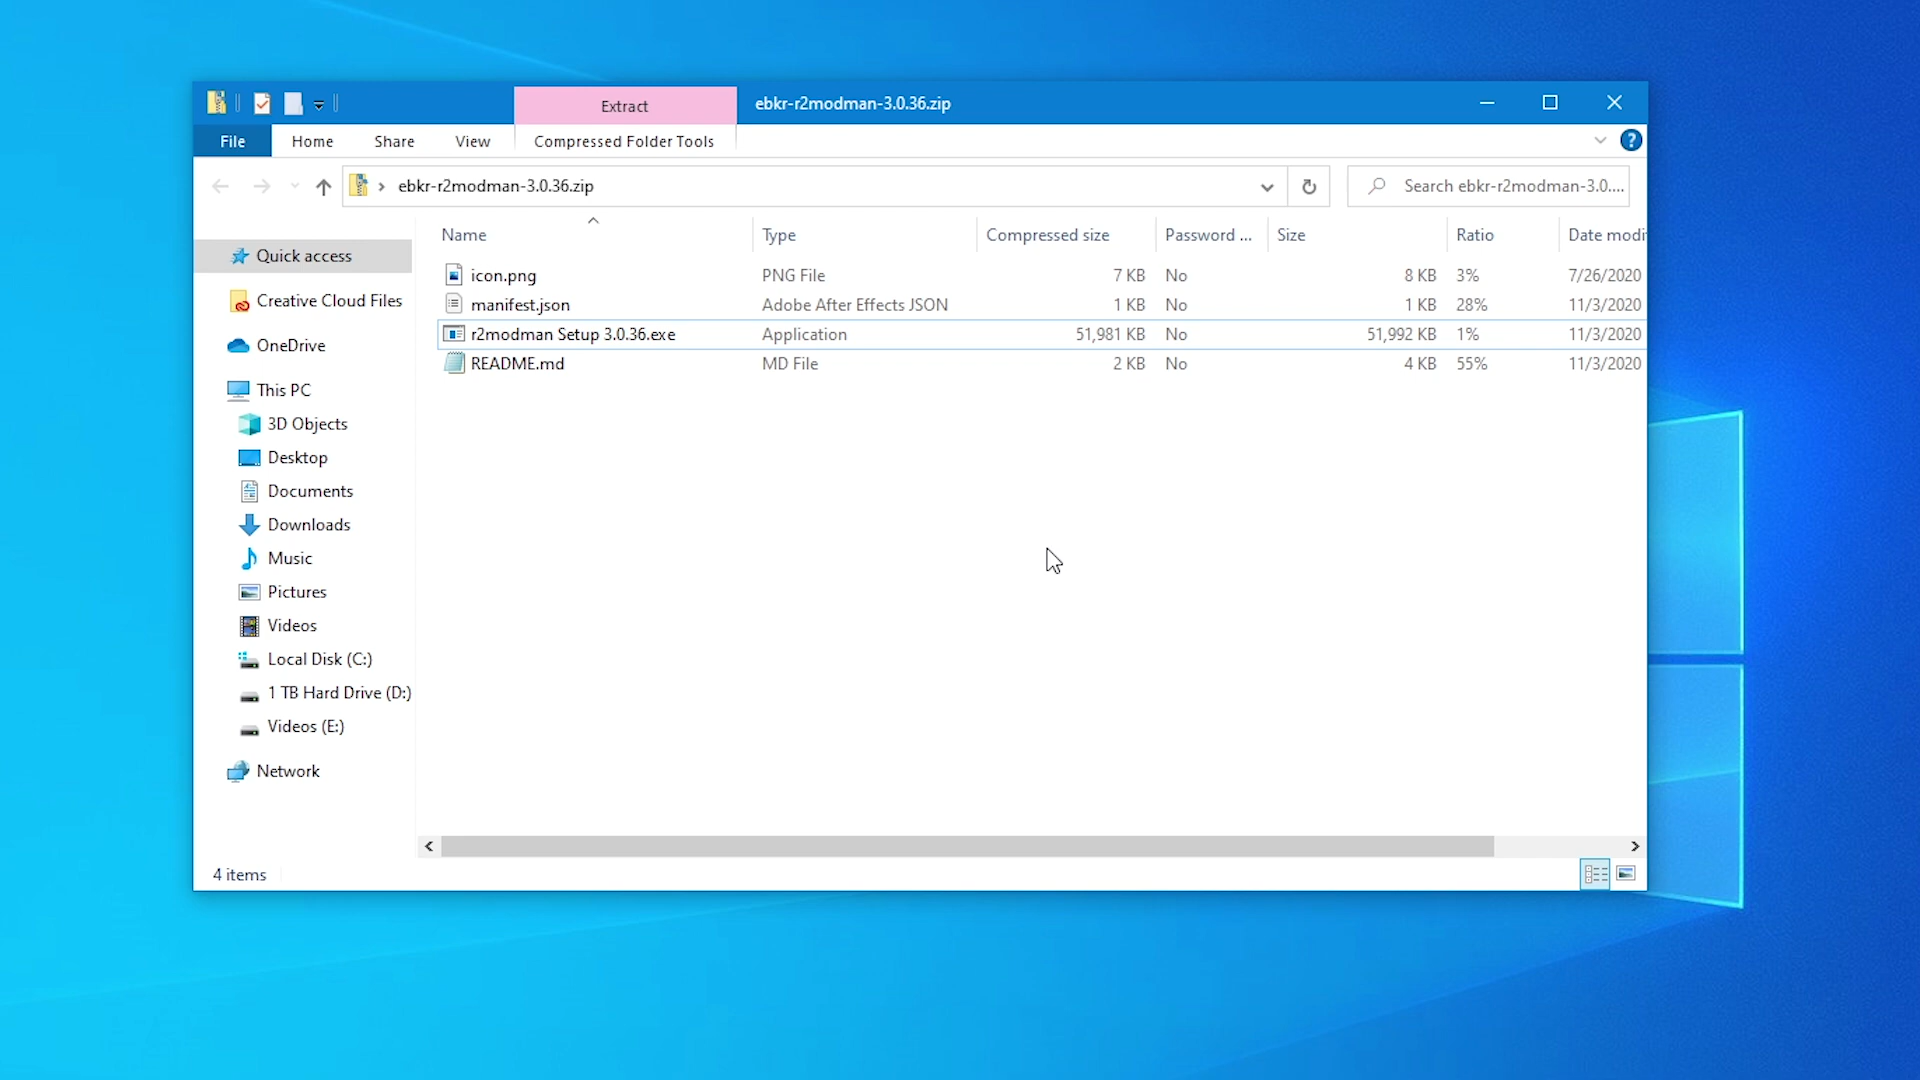 Extract
ebkr-r2modman-3.0.36.zip
File Home Share View Compressed Folder Tools ?
ebkr-r2modman-3.0.36.zip
Search ebkr-r2modman-3.0....
Name Type Compressed size Password ... Size Ratio Date modi
icon.png PNG File 7 KB No 8 KB 3% 7/26/2020
manifest.json Adobe After Effects JSON 1 KB No 1 KB 28% 11/3/2020
r2modman Setup 3.0.36.exe Application 51,981 KB No 51,992 KB 1% 11/3/2020
README.md MD File 2 KB No 4 KB 55% 11/3/2020
Quick access
Creative Cloud Files
OneDrive
This PC
3D Objects
Desktop
Documents
Downloads
Music
Pictures
Videos
Local Disk (C:)
1 TB Hard Drive (D:)
Videos (E:)
Network
4 items